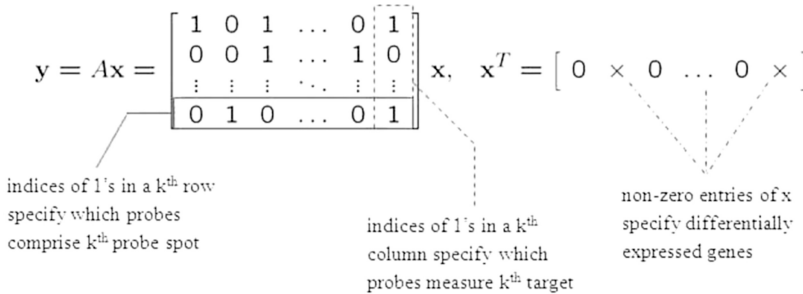 y = Ax = [ 1 0 1 … 0 1
0 0 1 … 1 0
⋮ ⋮ ⋮ ⋱ ⋮ ⋮
0 1 0 … 0 1 ] x, x^T = [ 0 × 0 … 0 × ]
indices of 1's in a k^th row
specify which probes
comprise k^th probe spot
indices of 1's in a k^th
column specify which
probes measure k^th target
non-zero entries of x
specify differentially
expressed genes